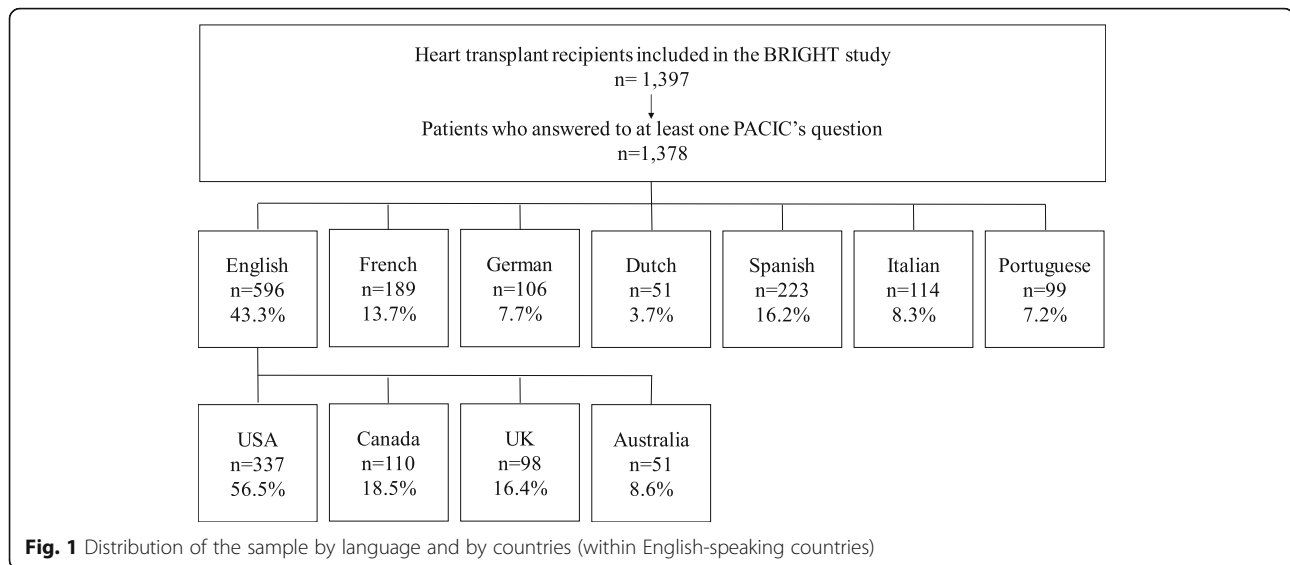 Heart transplant recipients included in the BRIGHT study
n= 1,397
Patients who answered to at least one PACIC's question
n=1,378
English
n=596
43.3%
French
n=189
13.7%
German
n=106
7.7%
Dutch
n=51
3.7%
Spanish
n=223
16.2%
Italian
n=114
8.3%
Portuguese
n=99
7.2%
USA
n=337
56.5%
Canada
n=110
18.5%
UK
n=98
16.4%
Australia
n=51
8.6%
Fig. 1 Distribution of the sample by language and by countries (within English-speaking countries)